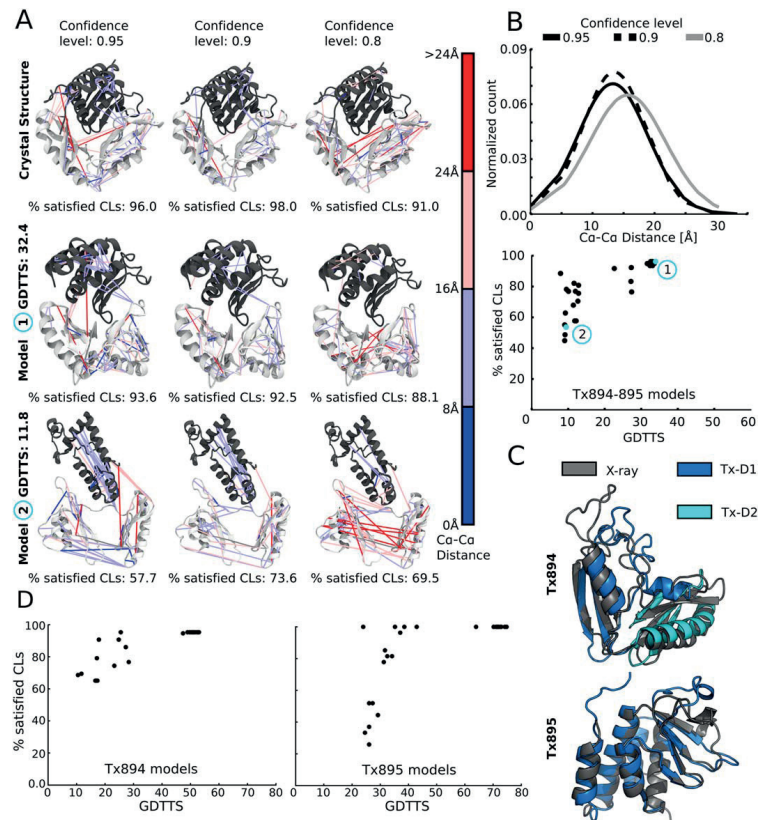 A
Confidence level: 0.95
Confidence level: 0.9
Confidence level: 0.8
Crystal Structure
% satisfied CLs: 96.0
% satisfied CLs: 98.0
% satisfied CLs: 91.0
Model 1 GDTTS: 32.4
% satisfied CLs: 93.6
% satisfied CLs: 92.5
% satisfied CLs: 88.1
Model 2 GDTTS: 11.8
% satisfied CLs: 57.7
% satisfied CLs: 73.6
% satisfied CLs: 69.5
>24Å
24Å
16Å
8Å
0Å
Cα-Cα
Distance
B
Confidence level
0.95 0.9 0.8
Normalized count
0.09
0.06
0.03
0.00
0 10 20 30
Cα-Cα Distance [Å]
% satisfied CLs
100
80
60
40
20
1
2
Tx894-895 models
0 10 20 30 40 50 60
GDTTS
C
X-ray
Tx-D1
Tx-D2
Tx894
Tx895
D
% satisfied CLs
100
80
60
40
20
0.0
Tx894 models
0 10 20 30 40 50 60 70 80
GDTTS
Tx895 models
0 10 20 30 40 50 60 70 80
GDTTS